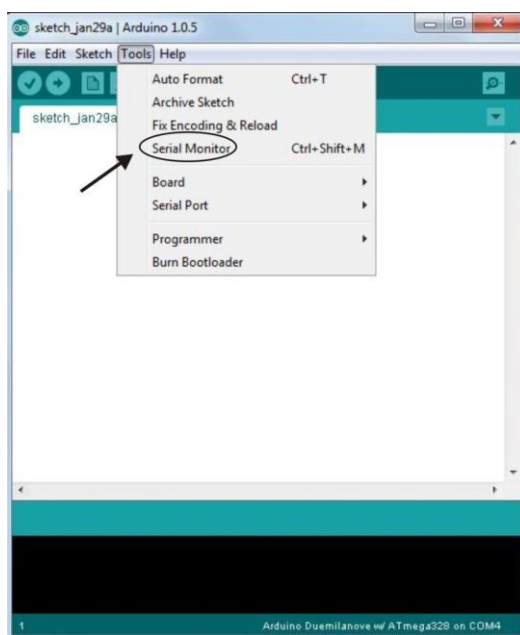 sketch_jan29a | Arduino 1.0.5
File Edit Sketch Tools Help
Auto Format Ctrl+T
Archive Sketch
sketch_jan29a
Fix Encoding & Reload
Serial Monitor Ctrl+Shift+M
Board
Serial Port
Programmer
Burn Bootloader
1 Arduino Duemilanove w/ ATmega328 on COM4